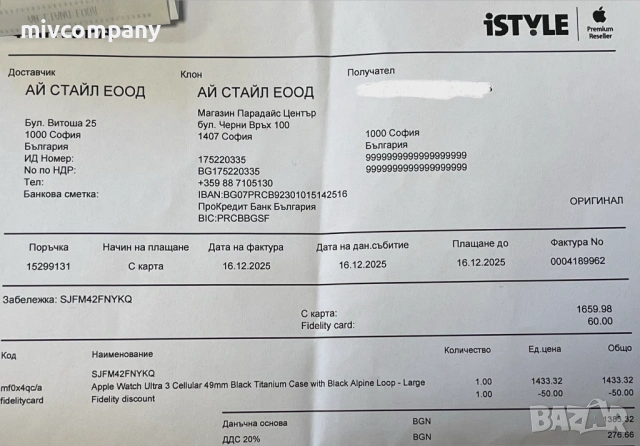 mivcompany
iSTYLE
Premium
Reseller
Доставчик
Клон
Получател
АЙ СТАЙЛ ЕООД
АЙ СТАЙЛ ЕООД
Магазин Парадайс Център
Бул. Витоша 25
бул. Черни Връх 100
1000 София
1407 София
1000 София
България
България
ИД Номер:
175220335
9999999999999999999
No по НДР:
BG175220335
9999999999999999999
Тел:
+359 88 7105130
Банкова сметка:
IBAN:BG07PRCB92301015142516
ПроКредит Банк България
BIC:PRCBBGSF
ОРИГИНАЛ
Поръчка Начин на плащане Дата на фактура Дата на дан.събитие Плащане до Фактура No
15299131 С карта 16.12.2025 16.12.2025 16.12.2025 0004189962
Забележка: SJFM42FNYKQ
С карта: 1659.98
Fidelity card: 60.00
Код Наименование Количество Ед.цена Общо
SJFM42FNYKQ
mf0x4qc/a Apple Watch Ultra 3 Cellular 49mm Black Titanium Case with Black Alpine Loop - Large 1.00 1433.32 1433.32
fidelitycard Fidelity discount 1.00 -50.00 -50.00
Данъчна основа BGN 1383.32
ДДС 20% BGN 276.66
BAZAR